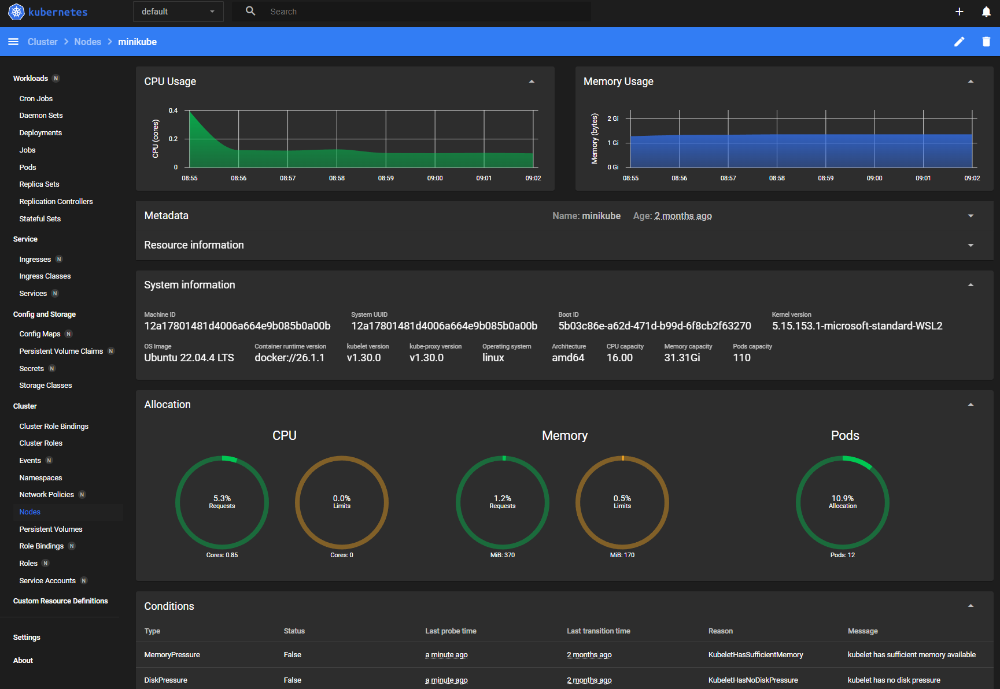 kubernetes default Search
Cluster Nodes minikube
Workloads N
Cron Jobs
Daemon Sets
Deployments
Jobs
Pods
Replica Sets
Replication Controllers
Stateful Sets
Service
Ingresses N
Ingress Classes
Services N
Config and Storage
Config Maps N
Persistent Volume Claims N
Secrets N
Storage Classes
Cluster
Cluster Role Bindings
Cluster Roles
Events N
Namespaces
Network Policies N
Nodes
Persistent Volumes
Role Bindings N
Roles N
Service Accounts N
Custom Resource Definitions
Settings
About
CPU Usage
CPU (cores)
0.4
0.2
0
08:55 08:56 08:57 08:58 08:59 09:00 09:01 09:02
Memory Usage
Memory (bytes)
2 Gi
1 Gi
0 Gi
08:55 08:56 08:57 08:58 08:59 09:00 09:01 09:02
Metadata Name: minikube Age: 2 months ago
Resource information
System information
Machine ID System UUID Boot ID Kernel version
12a17801481d4006a664e9b085b0a00b 12a17801481d4006a664e9b085b0a00b 5b03c86e-a62d-471d-b99d-6f8cb2f63270 5.15.153.1-microsoft-standard-WSL2
OS Image Container runtime version kubelet version kube-proxy version Operating system Architecture CPU capacity Memory capacity Pods capacity
Ubuntu 22.04.4 LTS docker://26.1.1 v1.30.0 v1.30.0 linux amd64 16.00 31.31Gi 110
Allocation
CPU Memory Pods
5.3% 0.0% 1.2% 0.5% 10.9%
Requests Limits Requests Limits Allocation
Cores: 0.85 Cores: 0 MiB: 370 MiB: 170 Pods: 12
Conditions
Type Status Last probe time Last transition time Reason Message
MemoryPressure False a minute ago 2 months ago KubeletHasSufficientMemory kubelet has sufficient memory available
DiskPressure False a minute ago 2 months ago KubeletHasNoDiskPressure kubelet has no disk pressure